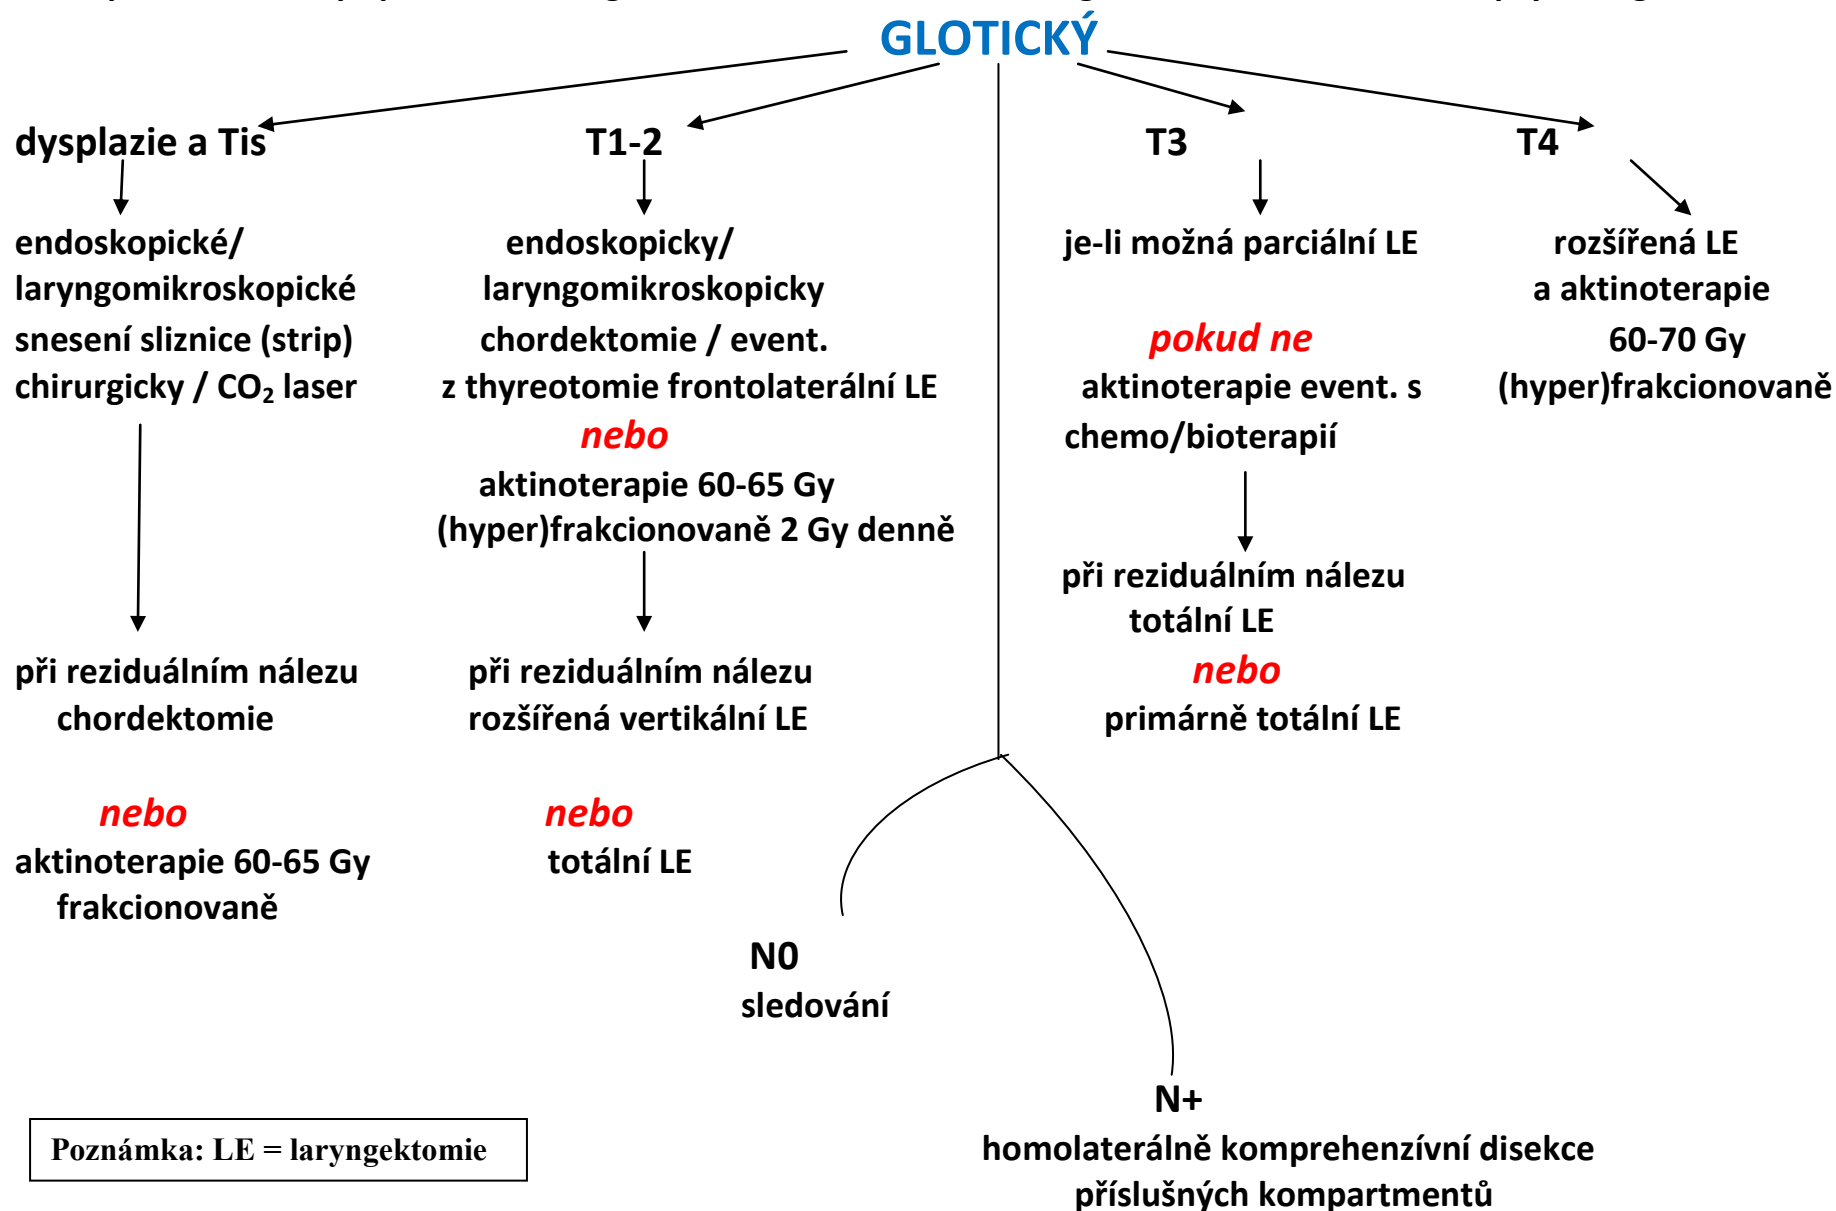 GLOTICKÝ
dysplazie a Tis
endoskopické/
laryngomikroskopické
snesení sliznice (strip)
chirurgicky / CO₂ laser
při reziduálním nálezu
chordektomie
nebo
aktinoterapie 60-65 Gy
frakcionovaně
T1-2
endoskopicky/
laryngomikroskopicky
chordektomie / event.
z thyreotomie frontolaterální LE
nebo
aktinoterapie 60-65 Gy
(hyper)frakcionovaně 2 Gy denně
při reziduálním nálezu
rozšířená vertikální LE
nebo
totální LE
T3
je-li možná parciální LE
pokud ne
aktinoterapie event. s
chemo/bioterapií
při reziduálním nálezu
totální LE
nebo
primárně totální LE
T4
rozšířená LE
a aktinoterapie
60-70 Gy
(hyper)frakcionovaně
N0
sledování
N+
homolaterálně komprehenzívní disekce
příslušných kompartmentů
Poznámka: LE = laryngektomie